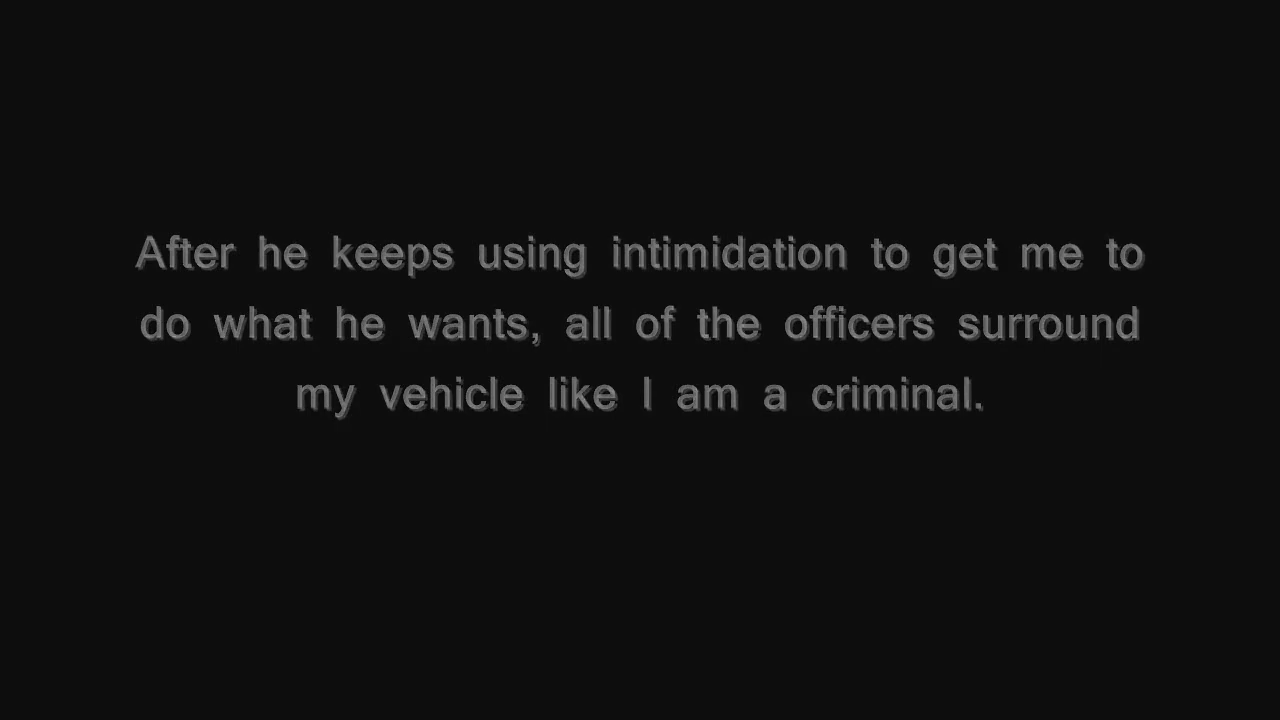 After he keeps using intimidation to get me to
do what he wants, all of the officers surround
my vehicle like I am a criminal.